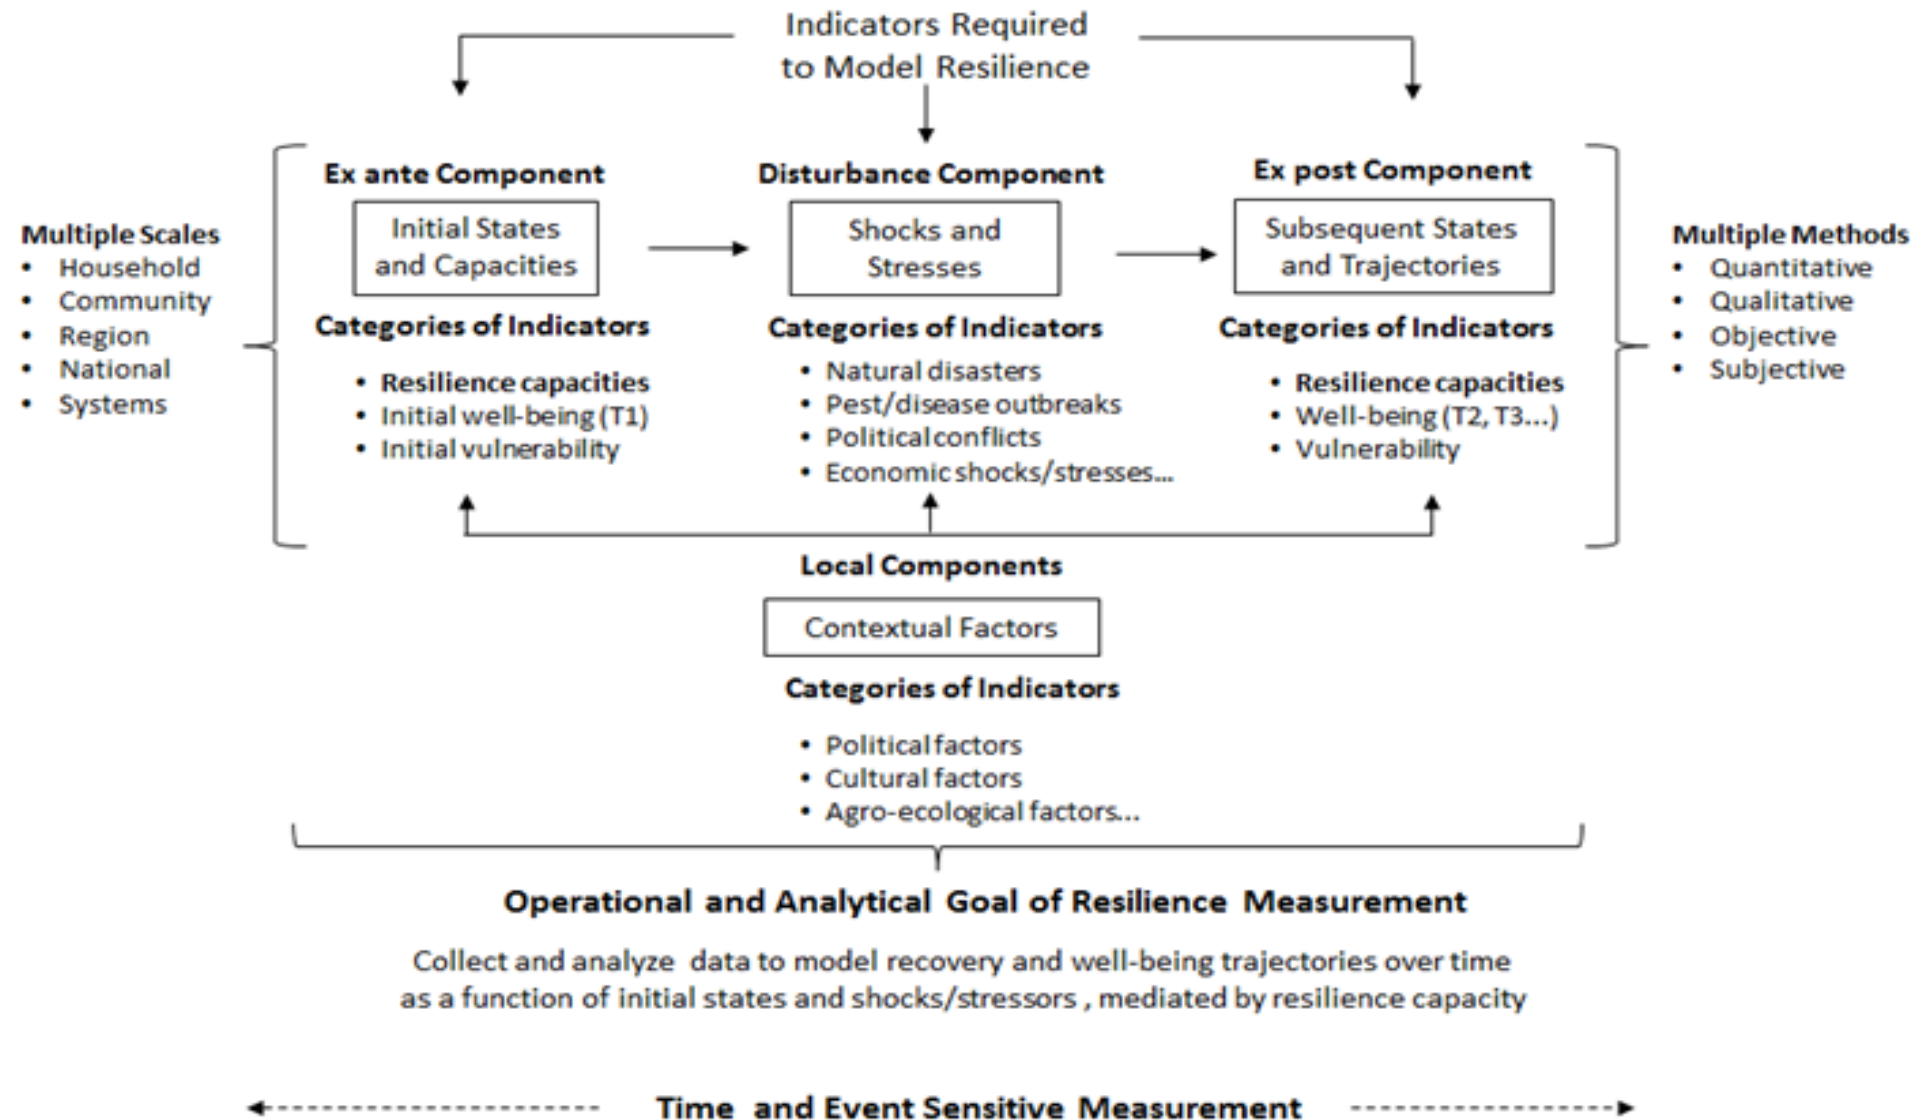 Indicators Required
to Model Resilience
Multiple Scales
• Household
• Community
• Region
• National
• Systems
Ex ante Component
Initial States
and Capacities
Categories of Indicators
• Resilience capacities
• Initial well-being (T1)
• Initial vulnerability
Disturbance Component
Shocks and
Stresses
Categories of Indicators
• Natural disasters
• Pest/disease outbreaks
• Political conflicts
• Economic shocks/stresses...
Ex post Component
Subsequent States
and Trajectories
Categories of Indicators
• Resilience capacities
• Well-being (T2, T3...)
• Vulnerability
Multiple Methods
• Quantitative
• Qualitative
• Objective
• Subjective
Local Components
Contextual Factors
Categories of Indicators
• Political factors
• Cultural factors
• Agro-ecological factors...
Operational and Analytical Goal of Resilience Measurement
Collect and analyze data to model recovery and well-being trajectories over time
as a function of initial states and shocks/stressors , mediated by resilience capacity
Time and Event Sensitive Measurement